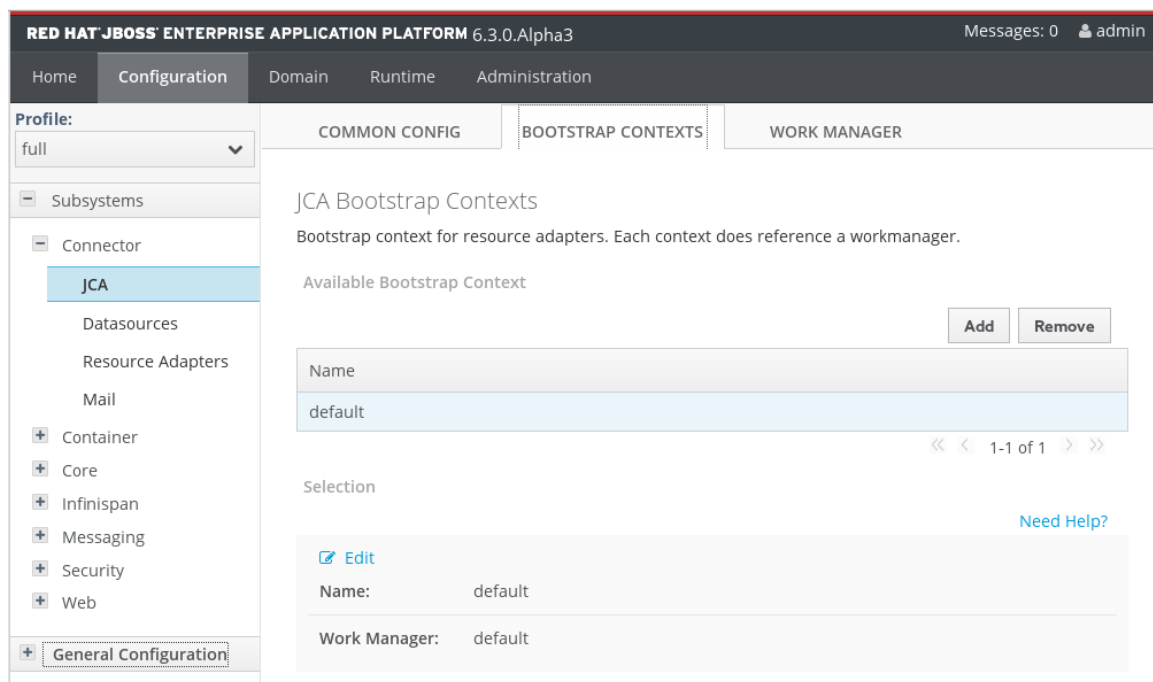 RED HAT JBOSS ENTERPRISE APPLICATION PLATFORM 6.3.0.Alpha3
Messages: 0 admin
Home Configuration Domain Runtime Administration
Profile:
full
Subsystems
Connector
JCA
Datasources
Resource Adapters
Mail
Container
Core
Infinispan
Messaging
Security
Web
General Configuration
COMMON CONFIG BOOTSTRAP CONTEXTS WORK MANAGER
JCA Bootstrap Contexts
Bootstrap context for resource adapters. Each context does reference a workmanager.
Available Bootstrap Context
Add Remove
Name
default
1-1 of 1
Selection
Need Help?
Edit
Name: default
Work Manager: default